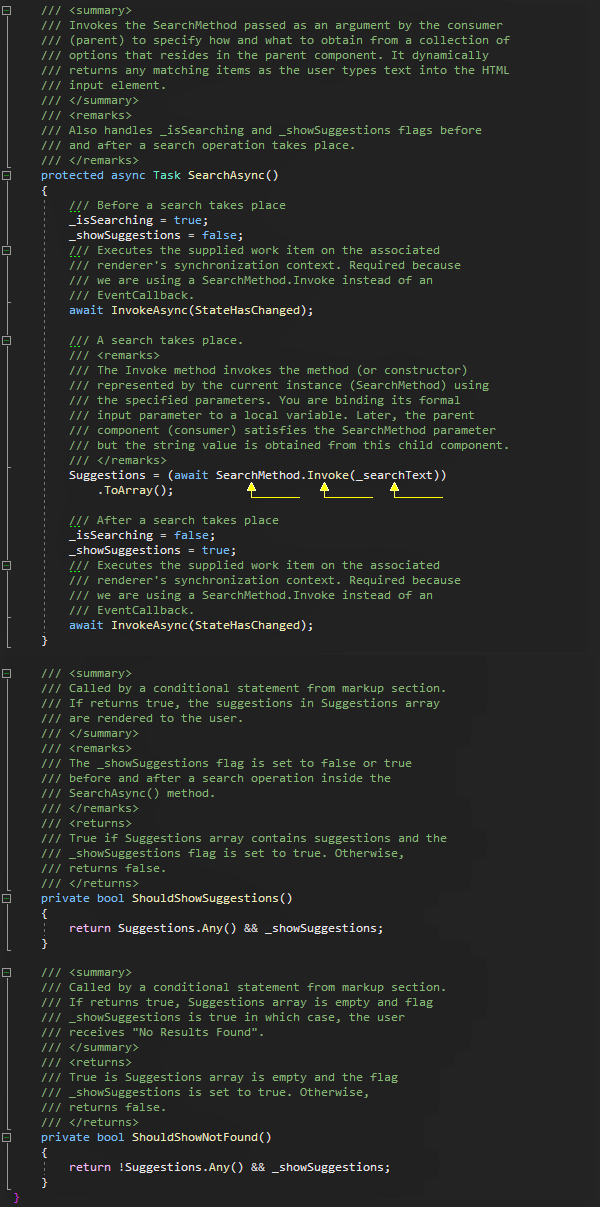 /// <summary>
/// Invokes the SearchMethod passed as an argument by the consumer
/// (parent) to specify how and what to obtain from a collection of
/// options that resides in the parent component. It dynamically
/// returns any matching items as the user types text into the HTML
/// input element.
/// </summary>
/// <remarks>
/// Also handles _isSearching and _showSuggestions flags before
/// and after a search operation takes place.
/// </remarks>
protected async Task SearchAsync()
{
/// Before a search takes place
_isSearching = true;
_showSuggestions = false;
/// Executes the supplied work item on the associated
/// renderer's synchronization context. Required because
/// we are using a SearchMethod.Invoke instead of an
/// EventCallback.
await InvokeAsync(StateHasChanged);
/// A search takes place.
/// <remarks>
/// The Invoke method invokes the method (or constructor)
/// represented by the current instance (SearchMethod) using
/// the specified parameters. You are binding its formal
/// input parameter to a local variable. Later, the parent
/// component (consumer) satisfies the SearchMethod parameter
/// but the string value is obtained from this child component.
/// </remarks>
Suggestions = (await SearchMethod.Invoke(_searchText))
.ToArray();
/// After a search takes place
_isSearching = false;
_showSuggestions = true;
/// Executes the supplied work item on the associated
/// renderer's synchronization context. Required because
/// we are using a SearchMethod.Invoke instead of an
/// EventCallback.
await InvokeAsync(StateHasChanged);
}
/// <summary>
/// Called by a conditional statement from markup section.
/// If returns true, the suggestions in Suggestions array
/// are rendered to the user.
/// </summary>
/// <remarks>
/// The _showSuggestions flag is set to false or true
/// before and after a search operation inside the
/// SearchAsync() method.
/// </remarks>
/// <returns>
/// True if Suggestions array contains suggestions and the
/// _showSuggestions flag is set to true. Otherwise,
/// returns false.
/// </returns>
private bool ShouldShowSuggestions()
{
return Suggestions.Any() && _showSuggestions;
}
/// <summary>
/// Called by a conditional statement from markup section.
/// If returns true, Suggestions array is empty and flag
/// _showSuggestions is true in which case, the user
/// receives "No Results Found".
/// </summary>
/// <returns>
/// True is Suggestions array is empty and the flag
/// _showSuggestions is set to true. Otherwise,
/// returns false.
/// </returns>
private bool ShouldShowNotFound()
{
return !Suggestions.Any() && _showSuggestions;
}
}